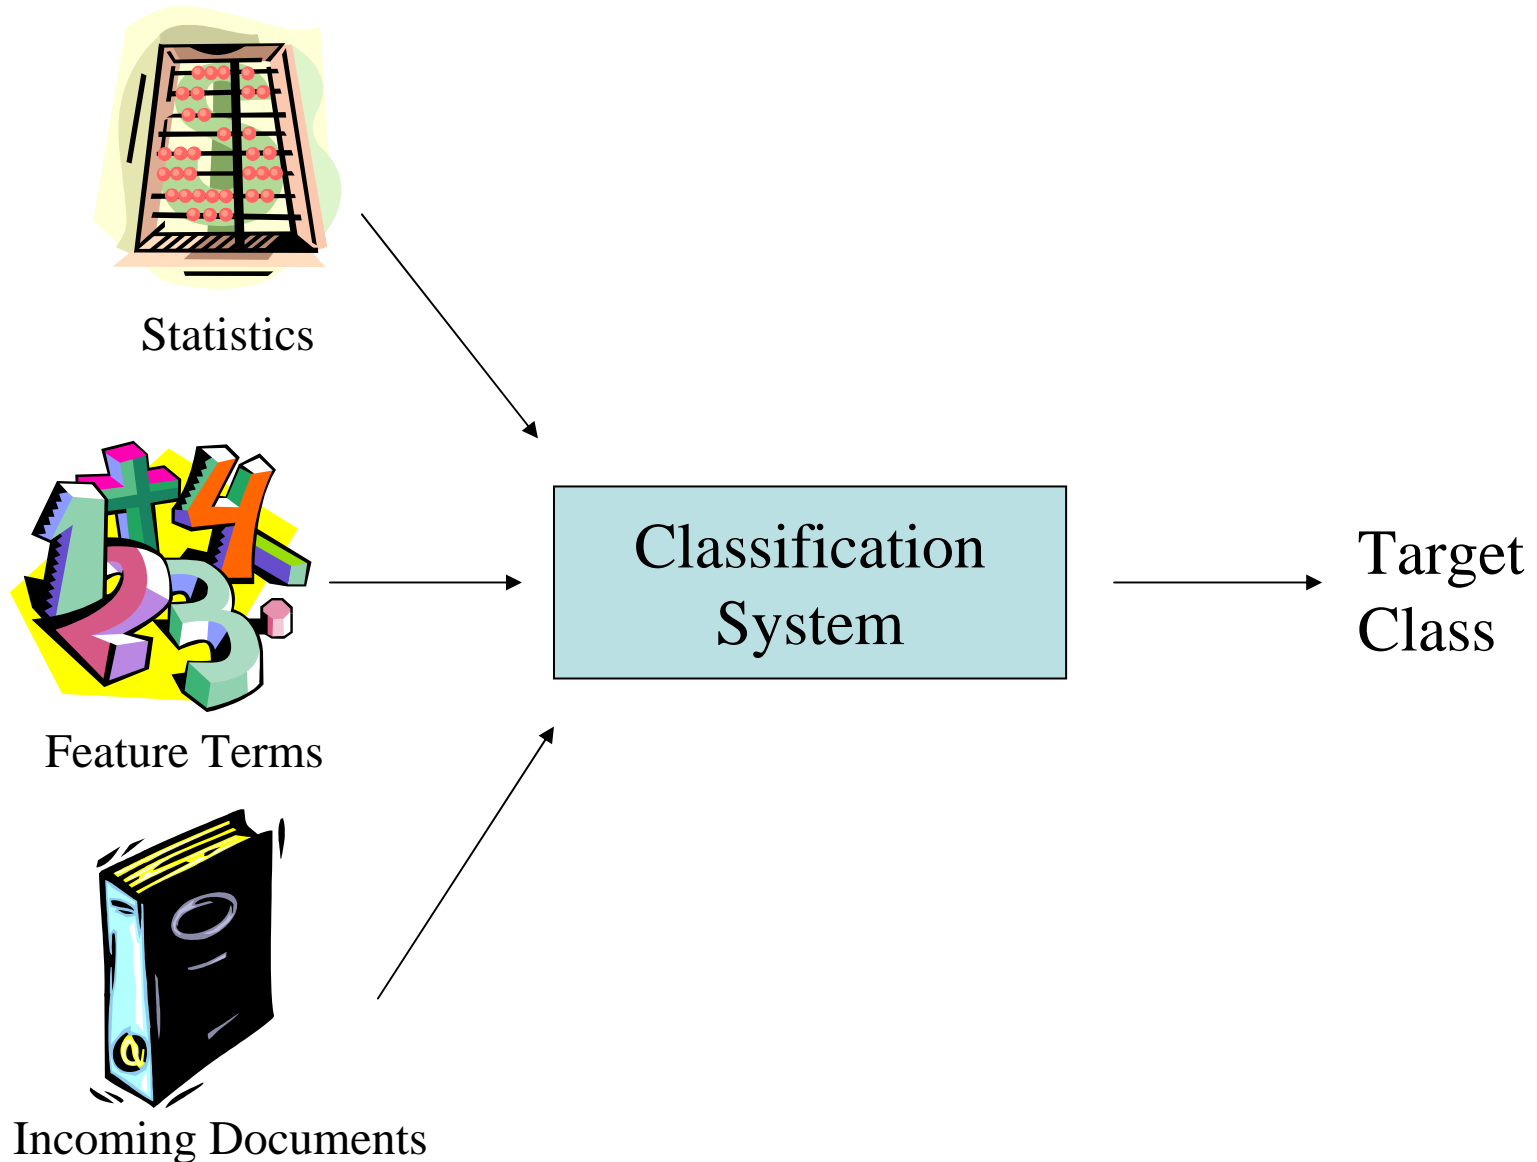 Statistics
Feature Terms
Incoming Documents
Classification
System
Target
Class